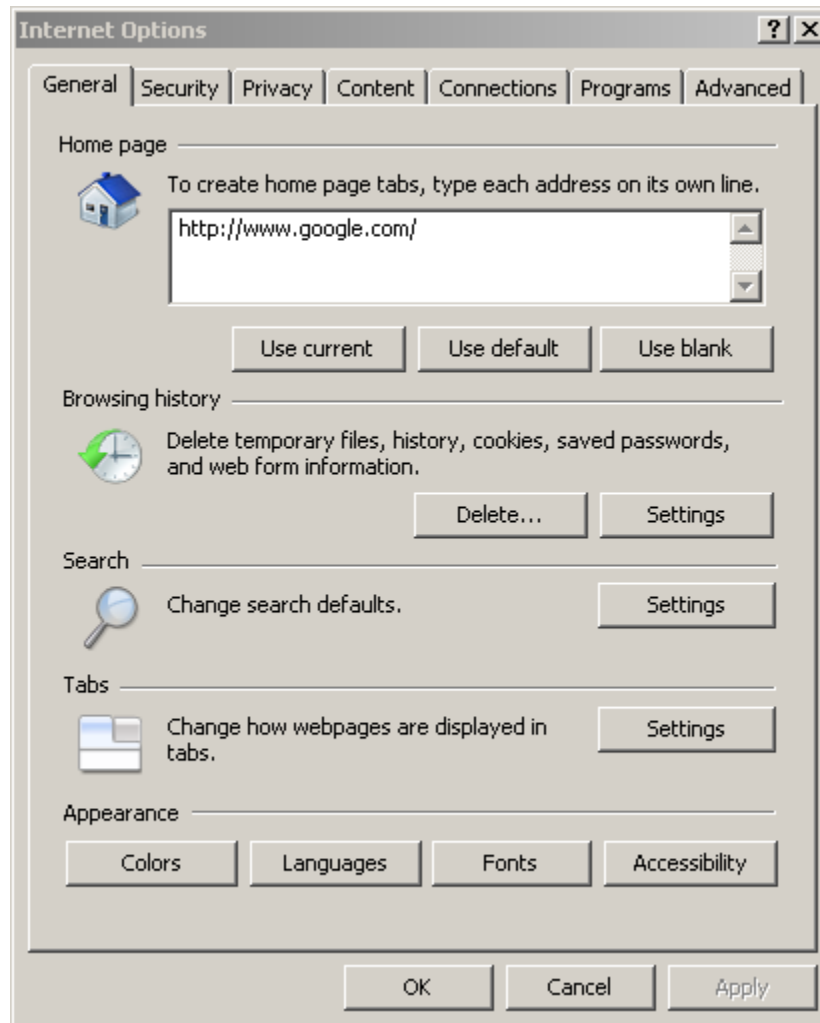 Internet Options
General Security Privacy Content Connections Programs Advanced
Home page
To create home page tabs, type each address on its own line.
http://www.google.com/
Use current Use default Use blank
Browsing history
Delete temporary files, history, cookies, saved passwords,
and web form information.
Delete... Settings
Search
Change search defaults. Settings
Tabs
Change how webpages are displayed in Settings
tabs.
Appearance
Colors Languages Fonts Accessibility
OK Cancel Apply